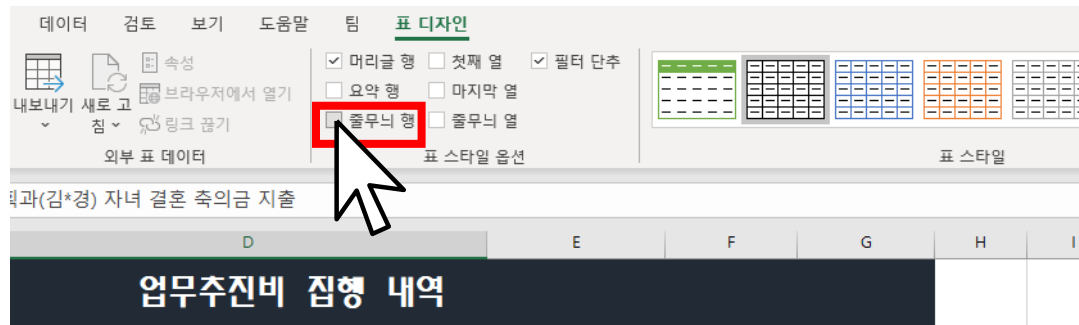 데이터 검토 보기 도움말 팀 표 디자인
속성
브라우저에서 열기
링크 끊기
내보내기
새로 고
침
외부 표 데이터
머리글 행 첫째 열 필터 단추
요약 행 마지막 열
줄무늬 행 줄무늬 열
표 스타일 옵션
표 스타일
과(김*경) 자녀 결혼 축의금 지출
D E F G H I
업무추진비 집행 내역